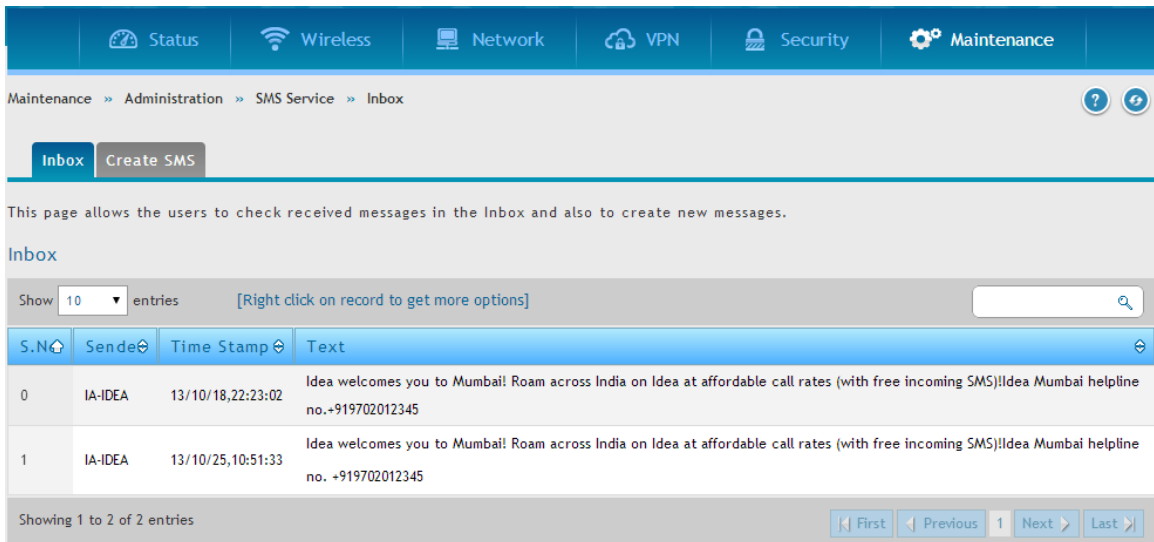 Status Wireless Network VPN Security Maintenance
Maintenance » Administration » SMS Service » Inbox
Inbox Create SMS
This page allows the users to check received messages in the Inbox and also to create new messages.
Inbox
Show 10 entries [Right click on record to get more options]
S.N Sende Time Stamp Text
0 IA-IDEA 13/10/18,22:23:02 Idea welcomes you to Mumbai! Roam across India on Idea at affordable call rates (with free incoming SMS)!Idea Mumbai helpline
no.+919702012345
1 IA-IDEA 13/10/25,10:51:33 Idea welcomes you to Mumbai! Roam across India on Idea at affordable call rates (with free incoming SMS)!Idea Mumbai helpline
no. +919702012345
Showing 1 to 2 of 2 entries First Previous 1 Next Last